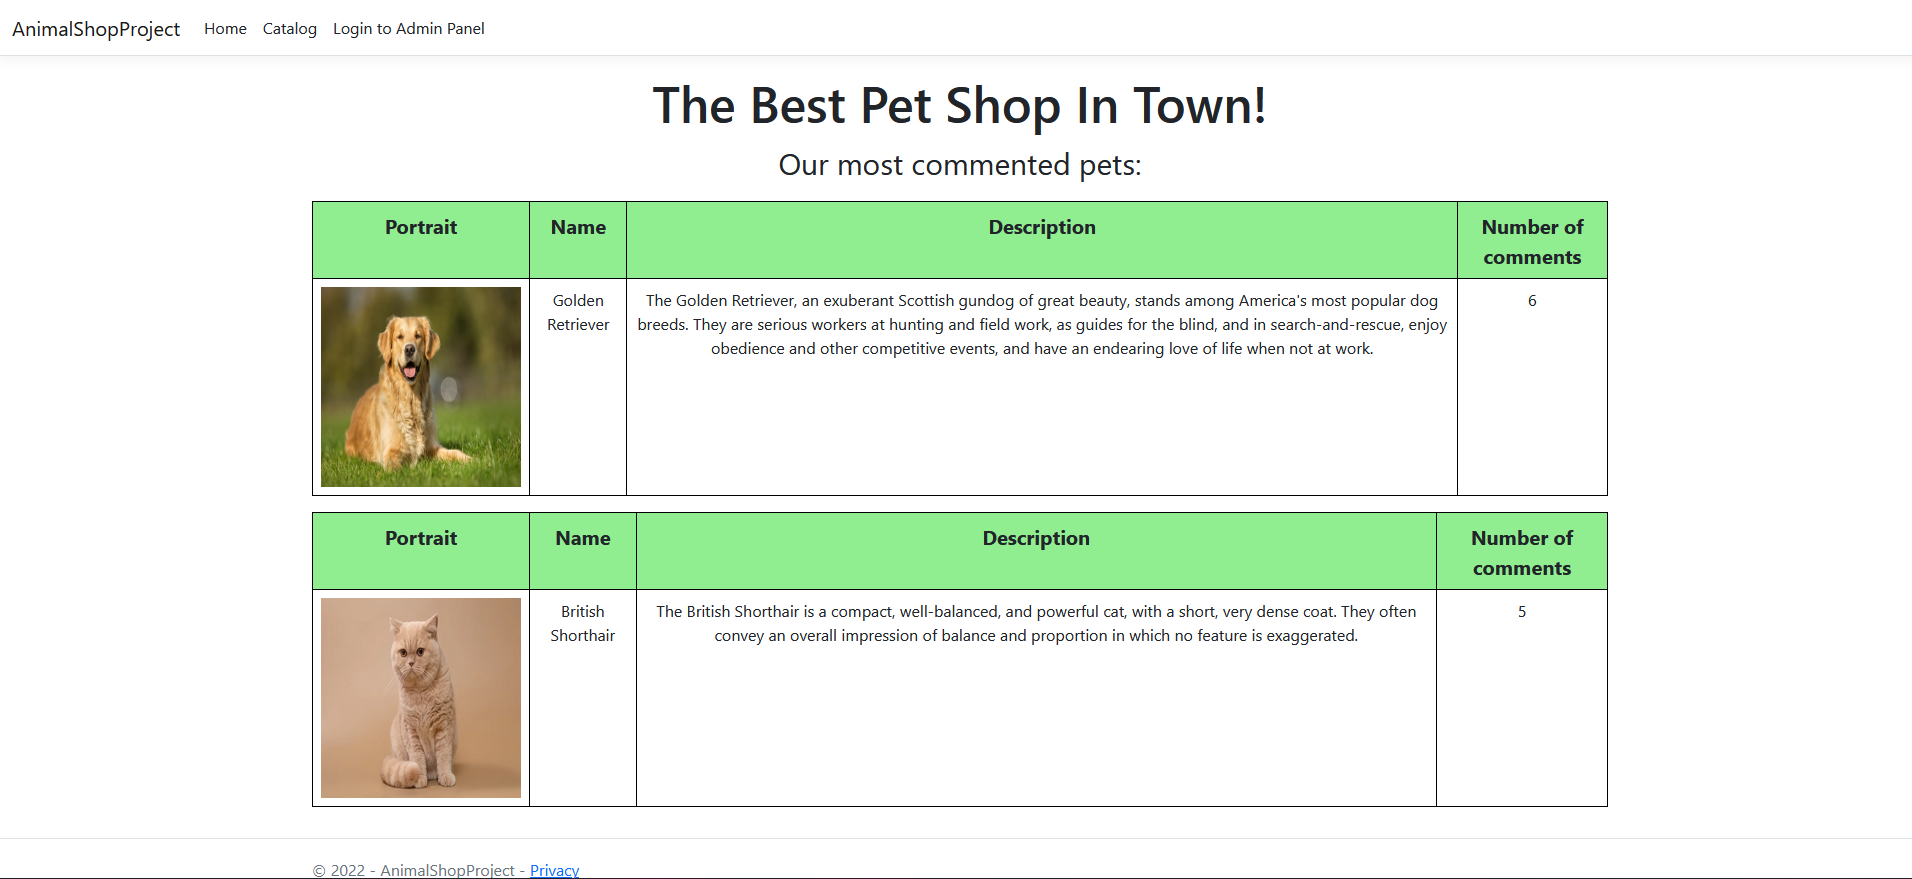 AnimalShopProject Home Catalog Login to Admin Panel
The Best Pet Shop In Town!
Our most commented pets:
Portrait Name Description Number of
comments
Golden The Golden Retriever, an exuberant Scottish gundog of great beauty, stands among America's most popular dog 6
Retriever breeds. They are serious workers at hunting and field work, as guides for the blind, and in search-and-rescue, enjoy
obedience and other competitive events, and have an endearing love of life when not at work.
Portrait Name Description Number of
comments
British The British Shorthair is a compact, well-balanced, and powerful cat, with a short, very dense coat. They often 5
Shorthair convey an overall impression of balance and proportion in which no feature is exaggerated.
© 2022 - AnimalShopProject - Privacy